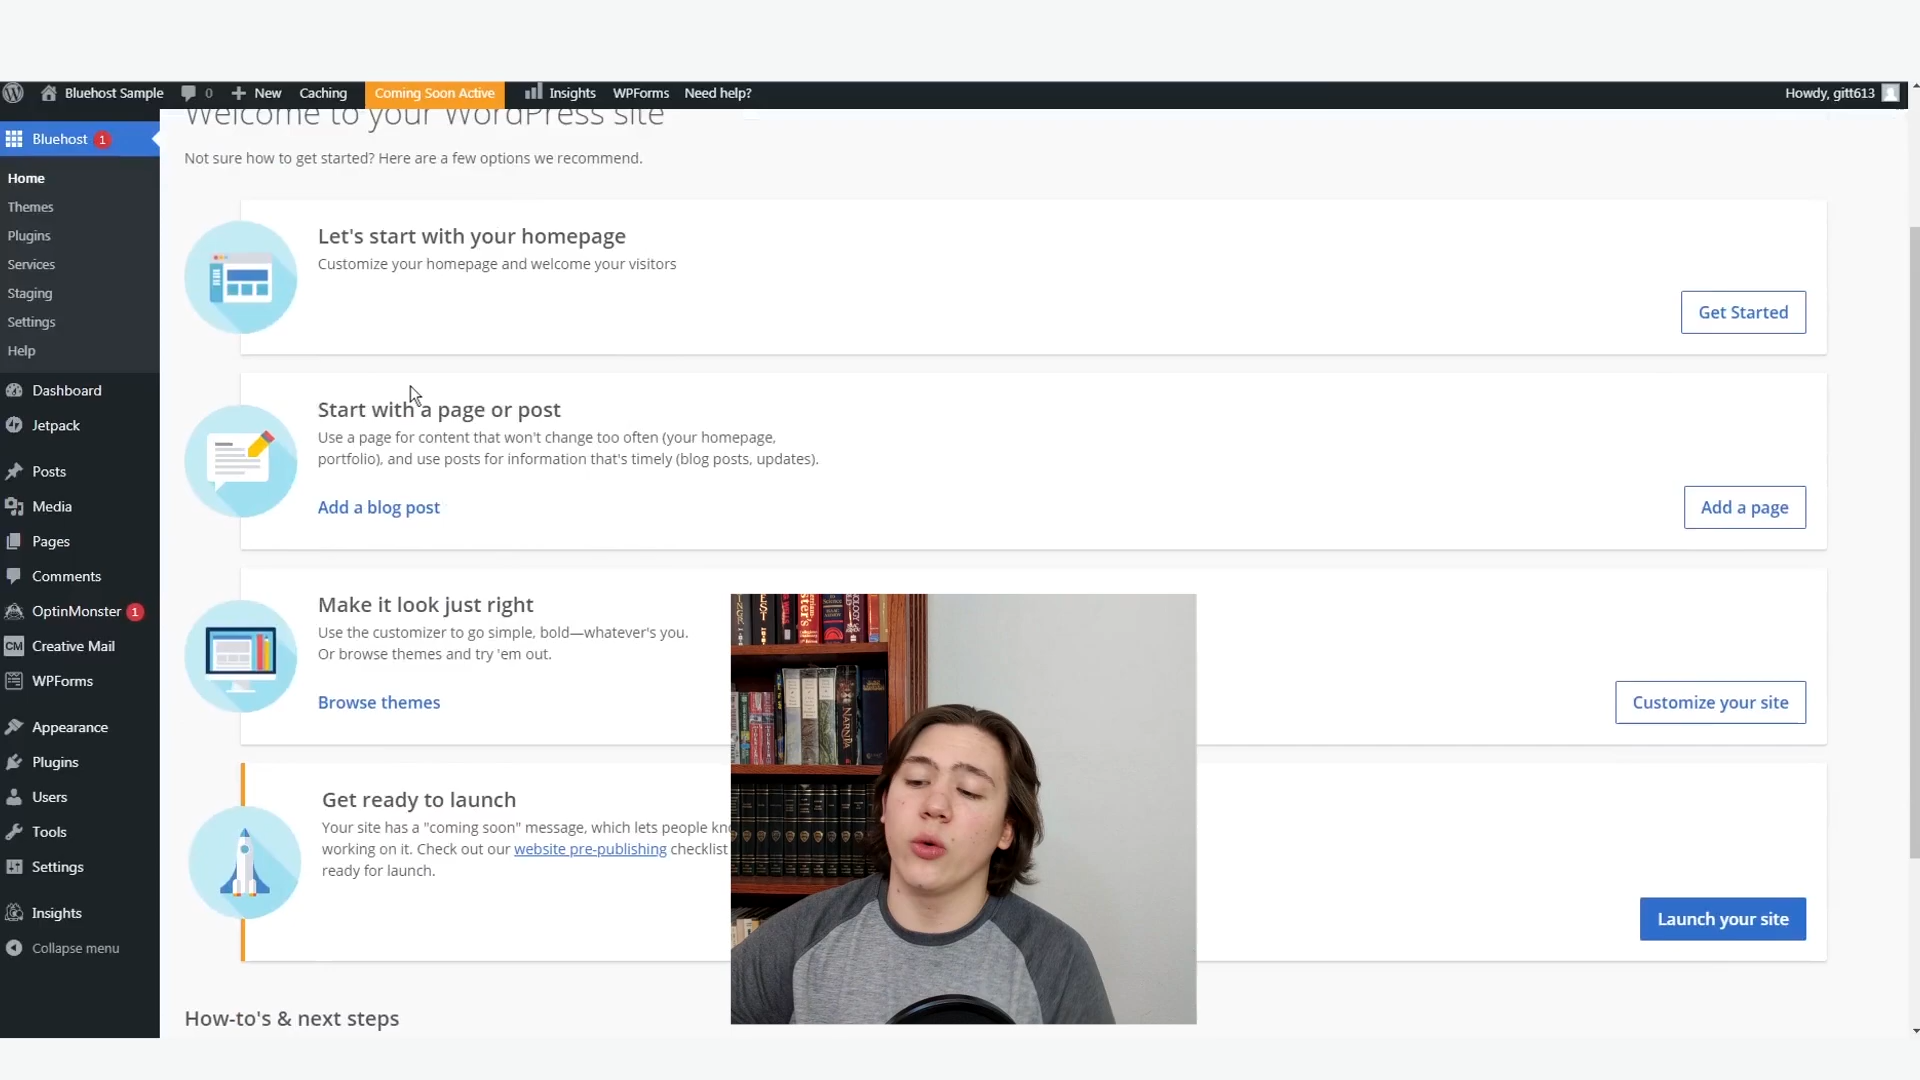 Bluehost Sample 0 New Caching Coming Soon Active Insights WPForms Need help? Howdy, gitt613
Welcome to your WordPress site
Not sure how to get started? Here are a few options we recommend.
Bluehost 1
Home
Themes
Plugins
Services
Staging
Settings
Help
Dashboard
Jetpack
Posts
Media
Pages
Comments
OptinMonster 1
CM Creative Mail
WPForms
Appearance
Plugins
Users
Tools
Settings
Insights
Collapse menu
Let's start with your homepage
Customize your homepage and welcome your visitors
Get Started
Start with a page or post
Use a page for content that won't change too often (your homepage,
portfolio), and use posts for information that's timely (blog posts, updates).
Add a blog post
Add a page
Make it look just right
Use the customizer to go simple, bold—whatever's you.
Or browse themes and try 'em out.
Browse themes
Customize your site
Get ready to launch
Your site has a "coming soon" message, which lets people
working on it. Check out our website pre-publishing checklist
ready for launch.
Launch your site
How-to's & next steps
NARNIA